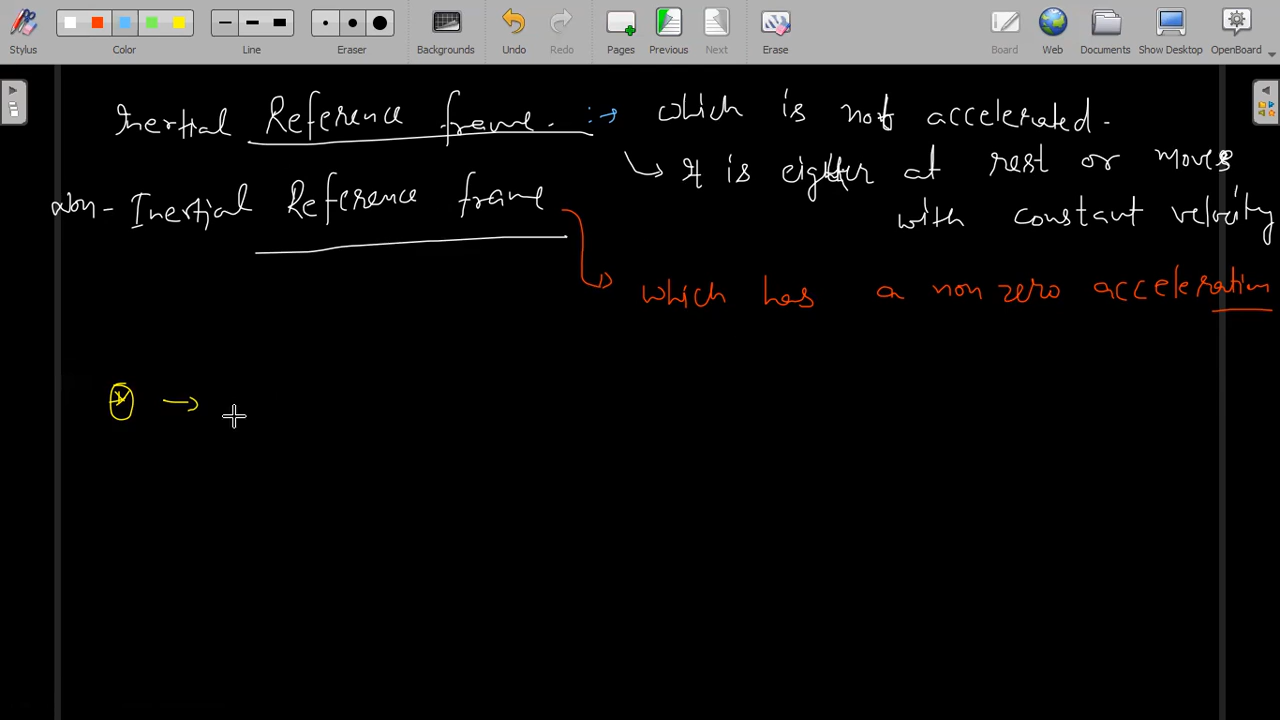 Stylus Color Line Eraser Backgrounds Undo Redo Pages Previous Next Erase Board Web Documents Show Desktop OpenBoard
Inertial Reference frame. :→ which is not accelerated.
↳ It is eighter at rest or moves
with constant velocity
Non-Inertial Reference frame
which has a non zero acceleration
* →